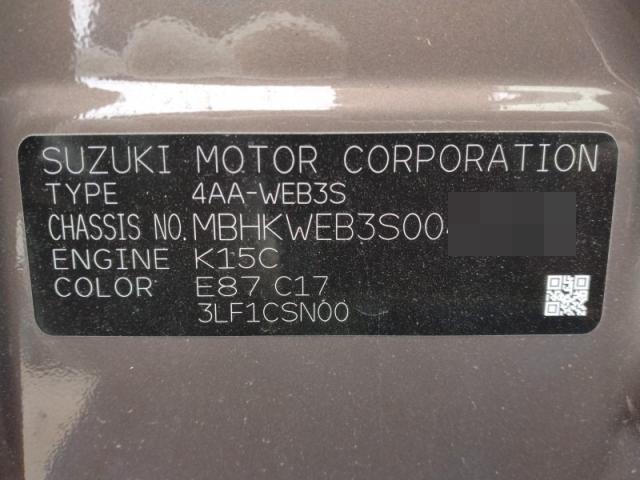 SUZUKI MOTOR CORPORATION
TYPE 4AA-WEB3S
CHASSIS NO. MBHKWEB3S00
ENGINE K15C
COLOR E87 C17
3LF1CSN00